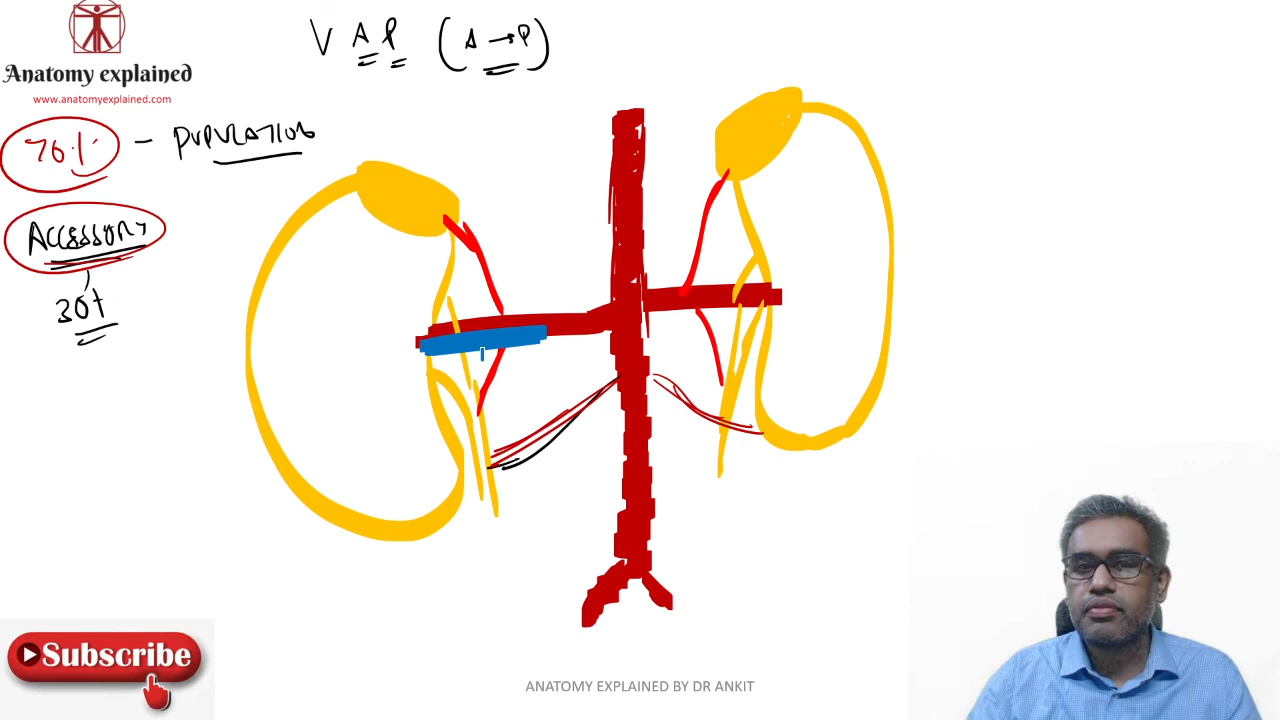 Anatomy explained
www.anatomyexplained.com
V A P (A → P)
70% - POPULATION
ACCESSORY
30%
Subscribe
ANATOMY EXPLAINED BY DR ANKIT